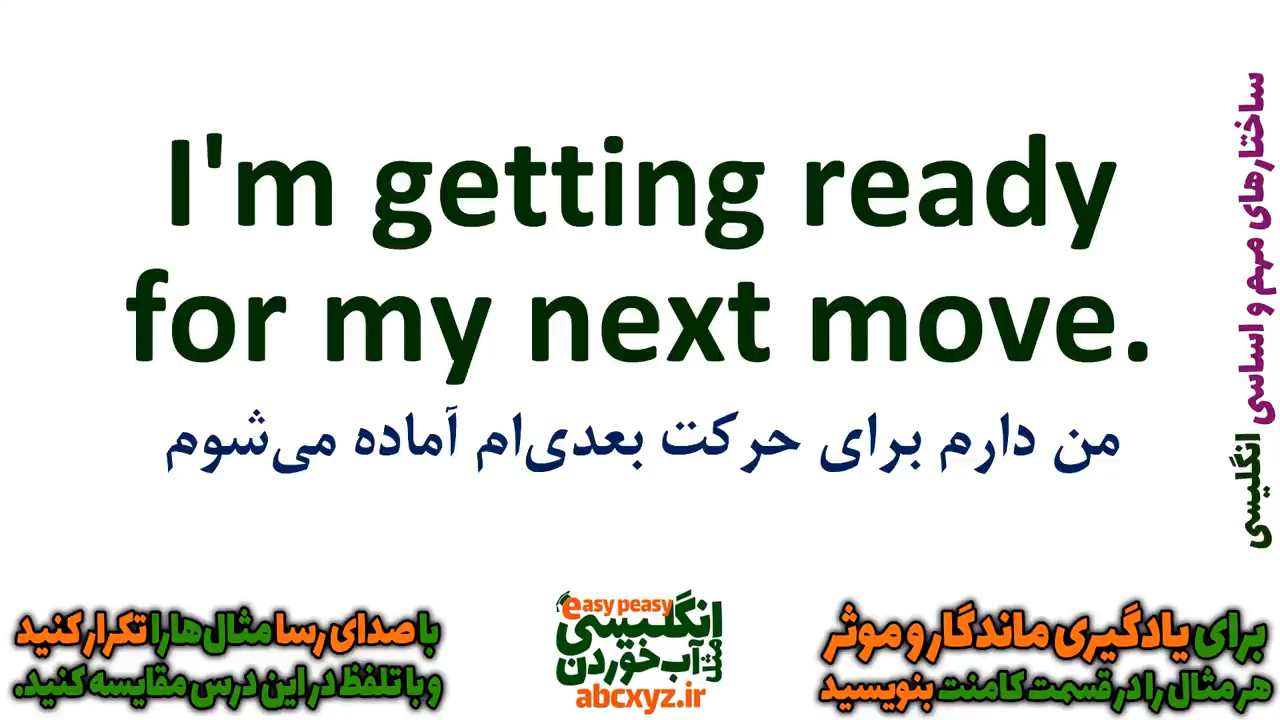 I'm getting ready
for my next move.
من دارم برای حرکت بعدی‌ام آماده می‌شوم
ساختارهای مهم و اساسی انگلیسی
برای یادگیری ماندگار و موثر
هر مثال را در قسمت کامنت بنویسید
easy peasy
انگلیسی
مثل
آب خوردن
abcxyz.ir
با صدای رسا مثال‌ها را تکرار کنید
و با تلفظ در این درس مقایسه کنید.